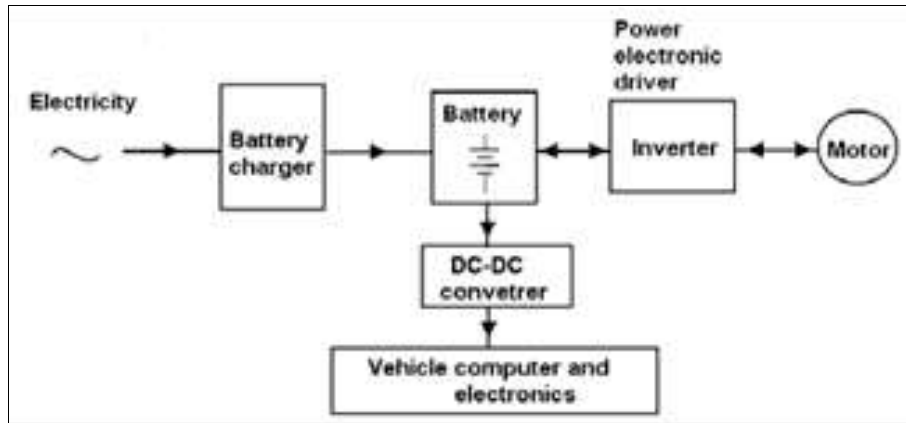 Power
electronic
driver
Electricity
Battery
charger
Battery
Inverter
Motor
DC-DC
convetrer
Vehicle computer and
electronics